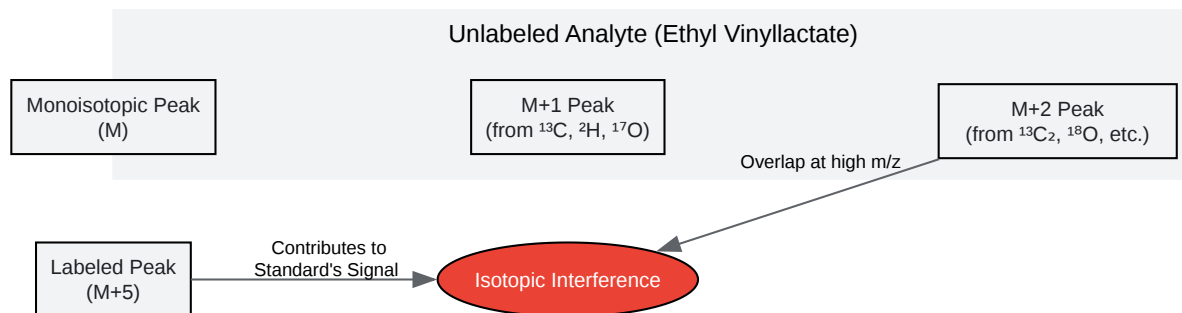 Unlabeled Analyte (Ethyl Vinyllactate)
Monoisotopic Peak
(M)
M+1 Peak
(from ¹³C, ²H, ¹⁷O)
M+2 Peak
(from ¹³C₂, ¹⁸O, etc.)
Overlap at high m/z
Labeled Peak
(M+5)
Contributes to
Standard's Signal
Isotopic Interference